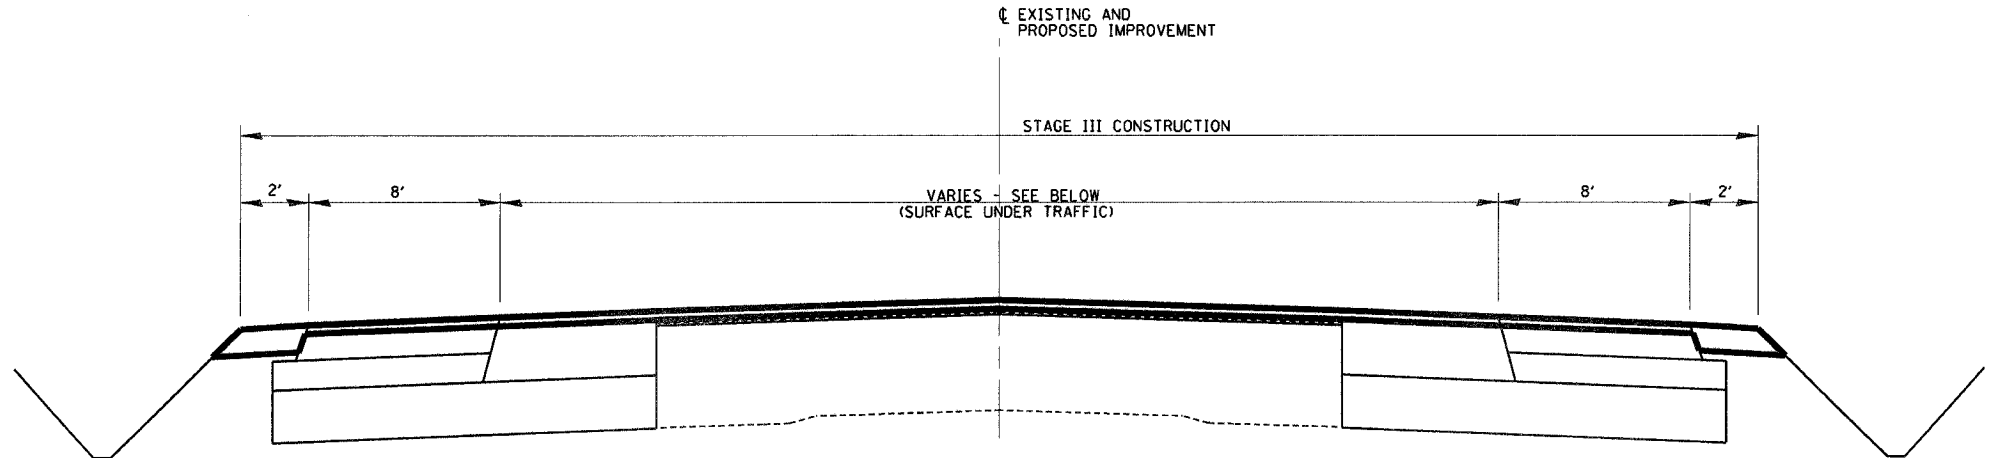 ℄ EXISTING AND
PROPOSED IMPROVEMENT
STAGE III CONSTRUCTION
2' 8' VARIES - SEE BELOW 8' 2'
(SURFACE UNDER TRAFFIC)